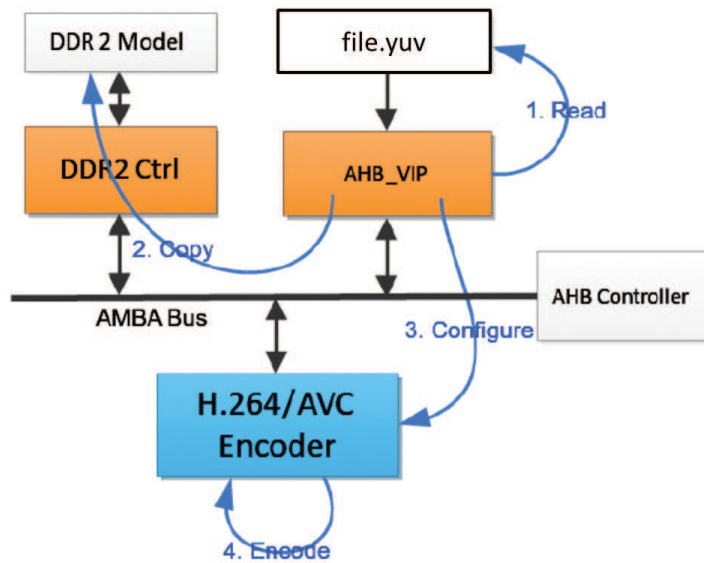 DDR 2 Model
file.yuv
1. Read
DDR2 Ctrl
AHB_VIP
2. Copy
AHB Controller
AMBA Bus
3. Configure
H.264/AVC
Encoder
4. Encode